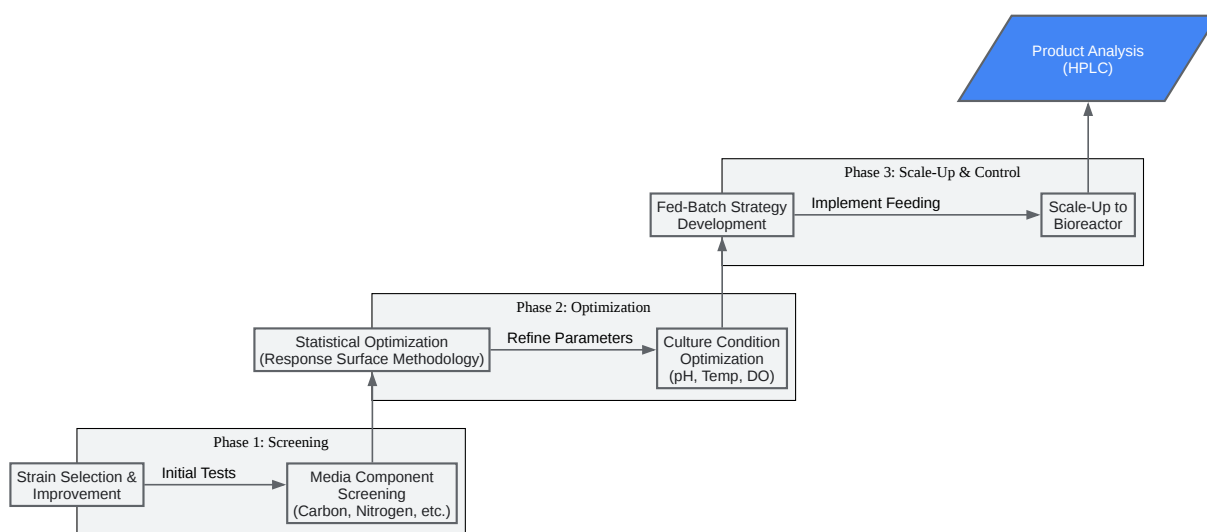 Product Analysis
(HPLC)
Phase 3: Scale-Up & Control
Fed-Batch Strategy
Development
Implement Feeding
Scale-Up to
Bioreactor
Phase 2: Optimization
Statistical Optimization
(Response Surface Methodology)
Refine Parameters
Culture Condition
Optimization
(pH, Temp, DO)
Phase 1: Screening
Strain Selection &
Improvement
Initial Tests
Media Component
Screening
(Carbon, Nitrogen, etc.)